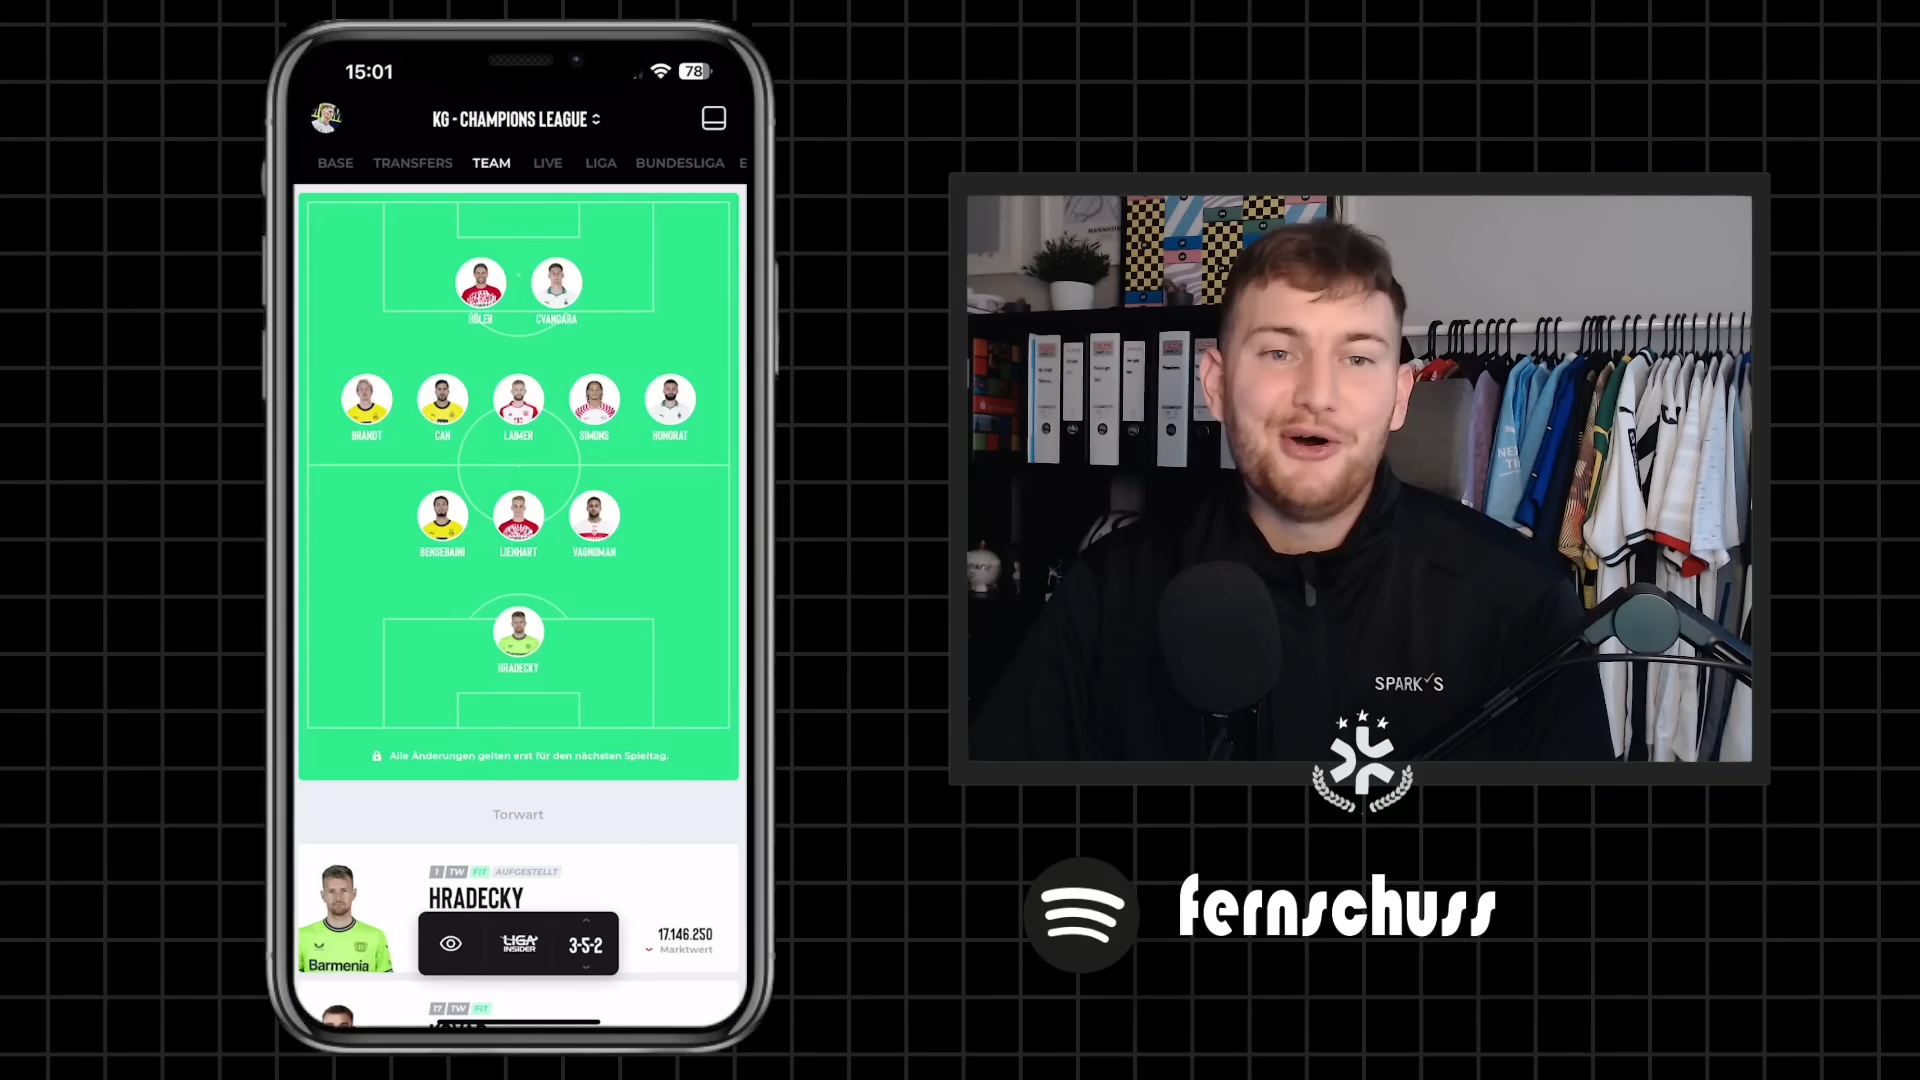 15:01
78
KG - CHAMPIONS LEAGUE
BASE TRANSFERS TEAM LIVE LIGA BUNDESLIGA E
HÖLER CVANCARA
BRANDT CAN LAIMER SIMONS HONORAT
BENSEBAINI LIENHART VAGNOMAN
HRADECKY
Alle Änderungen gelten erst für den nächsten Spieltag.
Torwart
1 TW FIT AUFGESTELLT
HRADECKY
17.146.250
Marktwert
LIGA
INSIDER
3-5-2
Barmenia
17 TW FIT
MANNHEIM
SPARK✓S
fernschuss